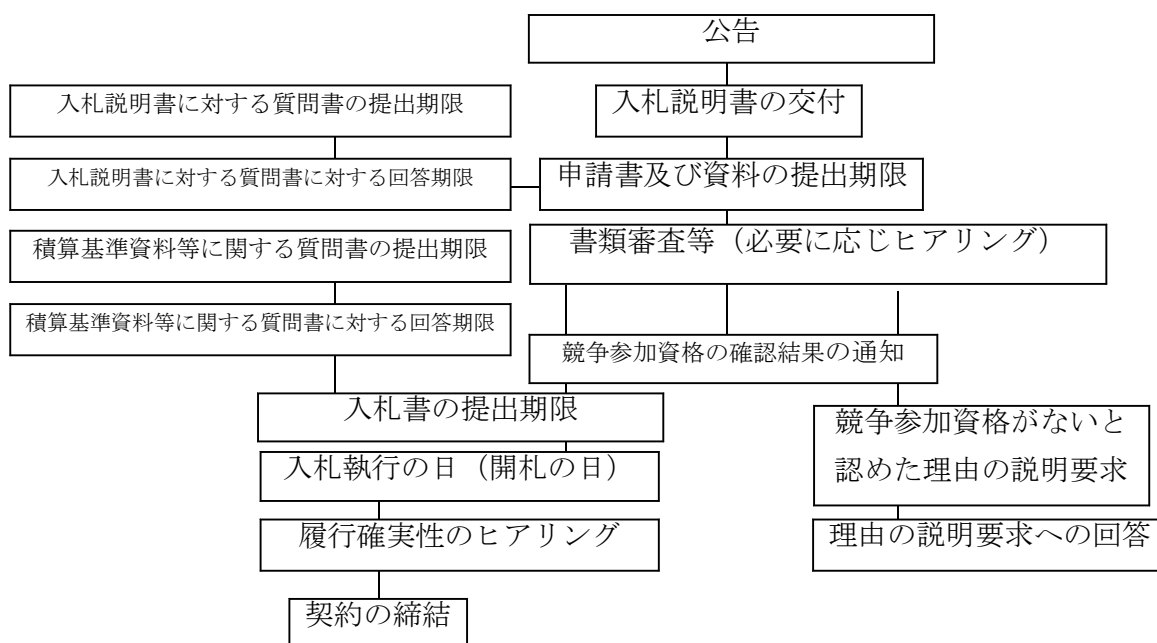 公告
入札説明書に対する質問書の提出期限
入札説明書の交付
入札説明書に対する質問書に対する回答期限
申請書及び資料の提出期限
積算基準資料等に関する質問書の提出期限
書類審査等(必要に応じヒアリング)
積算基準資料等に関する質問書に対する回答期限
競争参加資格の確認結果の通知
入札書の提出期限
競争参加資格がないと
認めた理由の説明要求
入札執行の日(開札の日)
履行確実性のヒアリング
理由の説明要求への回答
契約の締結